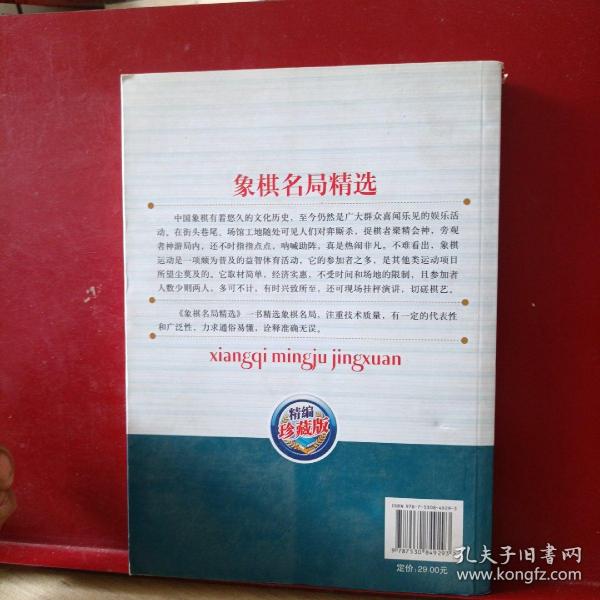 象棋名局精选
中国象棋有着悠久的文化历史，至今仍然是广大群众喜闻乐见的娱乐活
动。在街头巷尾、场馆工地随处可见人们对弈厮杀，捉棋者聚精会神，旁观
者神游局内，还不时指指点点，呐喊助阵，真是热闹非凡。不难看出，象棋
运动是一项颇为普及的益智体育活动，它的参加者之多，是其他类运动项目
所望尘莫及的。它取材简单，经济实惠，不受时间和场地的限制，且参加者
人数少则两人，多可不计，有时兴致所至，还可现场挂枰演讲，切磋棋艺。
《象棋名局精选》一书精选象棋名局，注重技术质量，有一定的代表性
和广泛性，力求通俗易懂，诠释准确无误。
xiangqi mingju jingxuan
精编
珍藏版
ISBN 978-7-5308-4929-3
9 787530 849293
定价：29.00元
孔夫子旧书网
www.kongfz.com